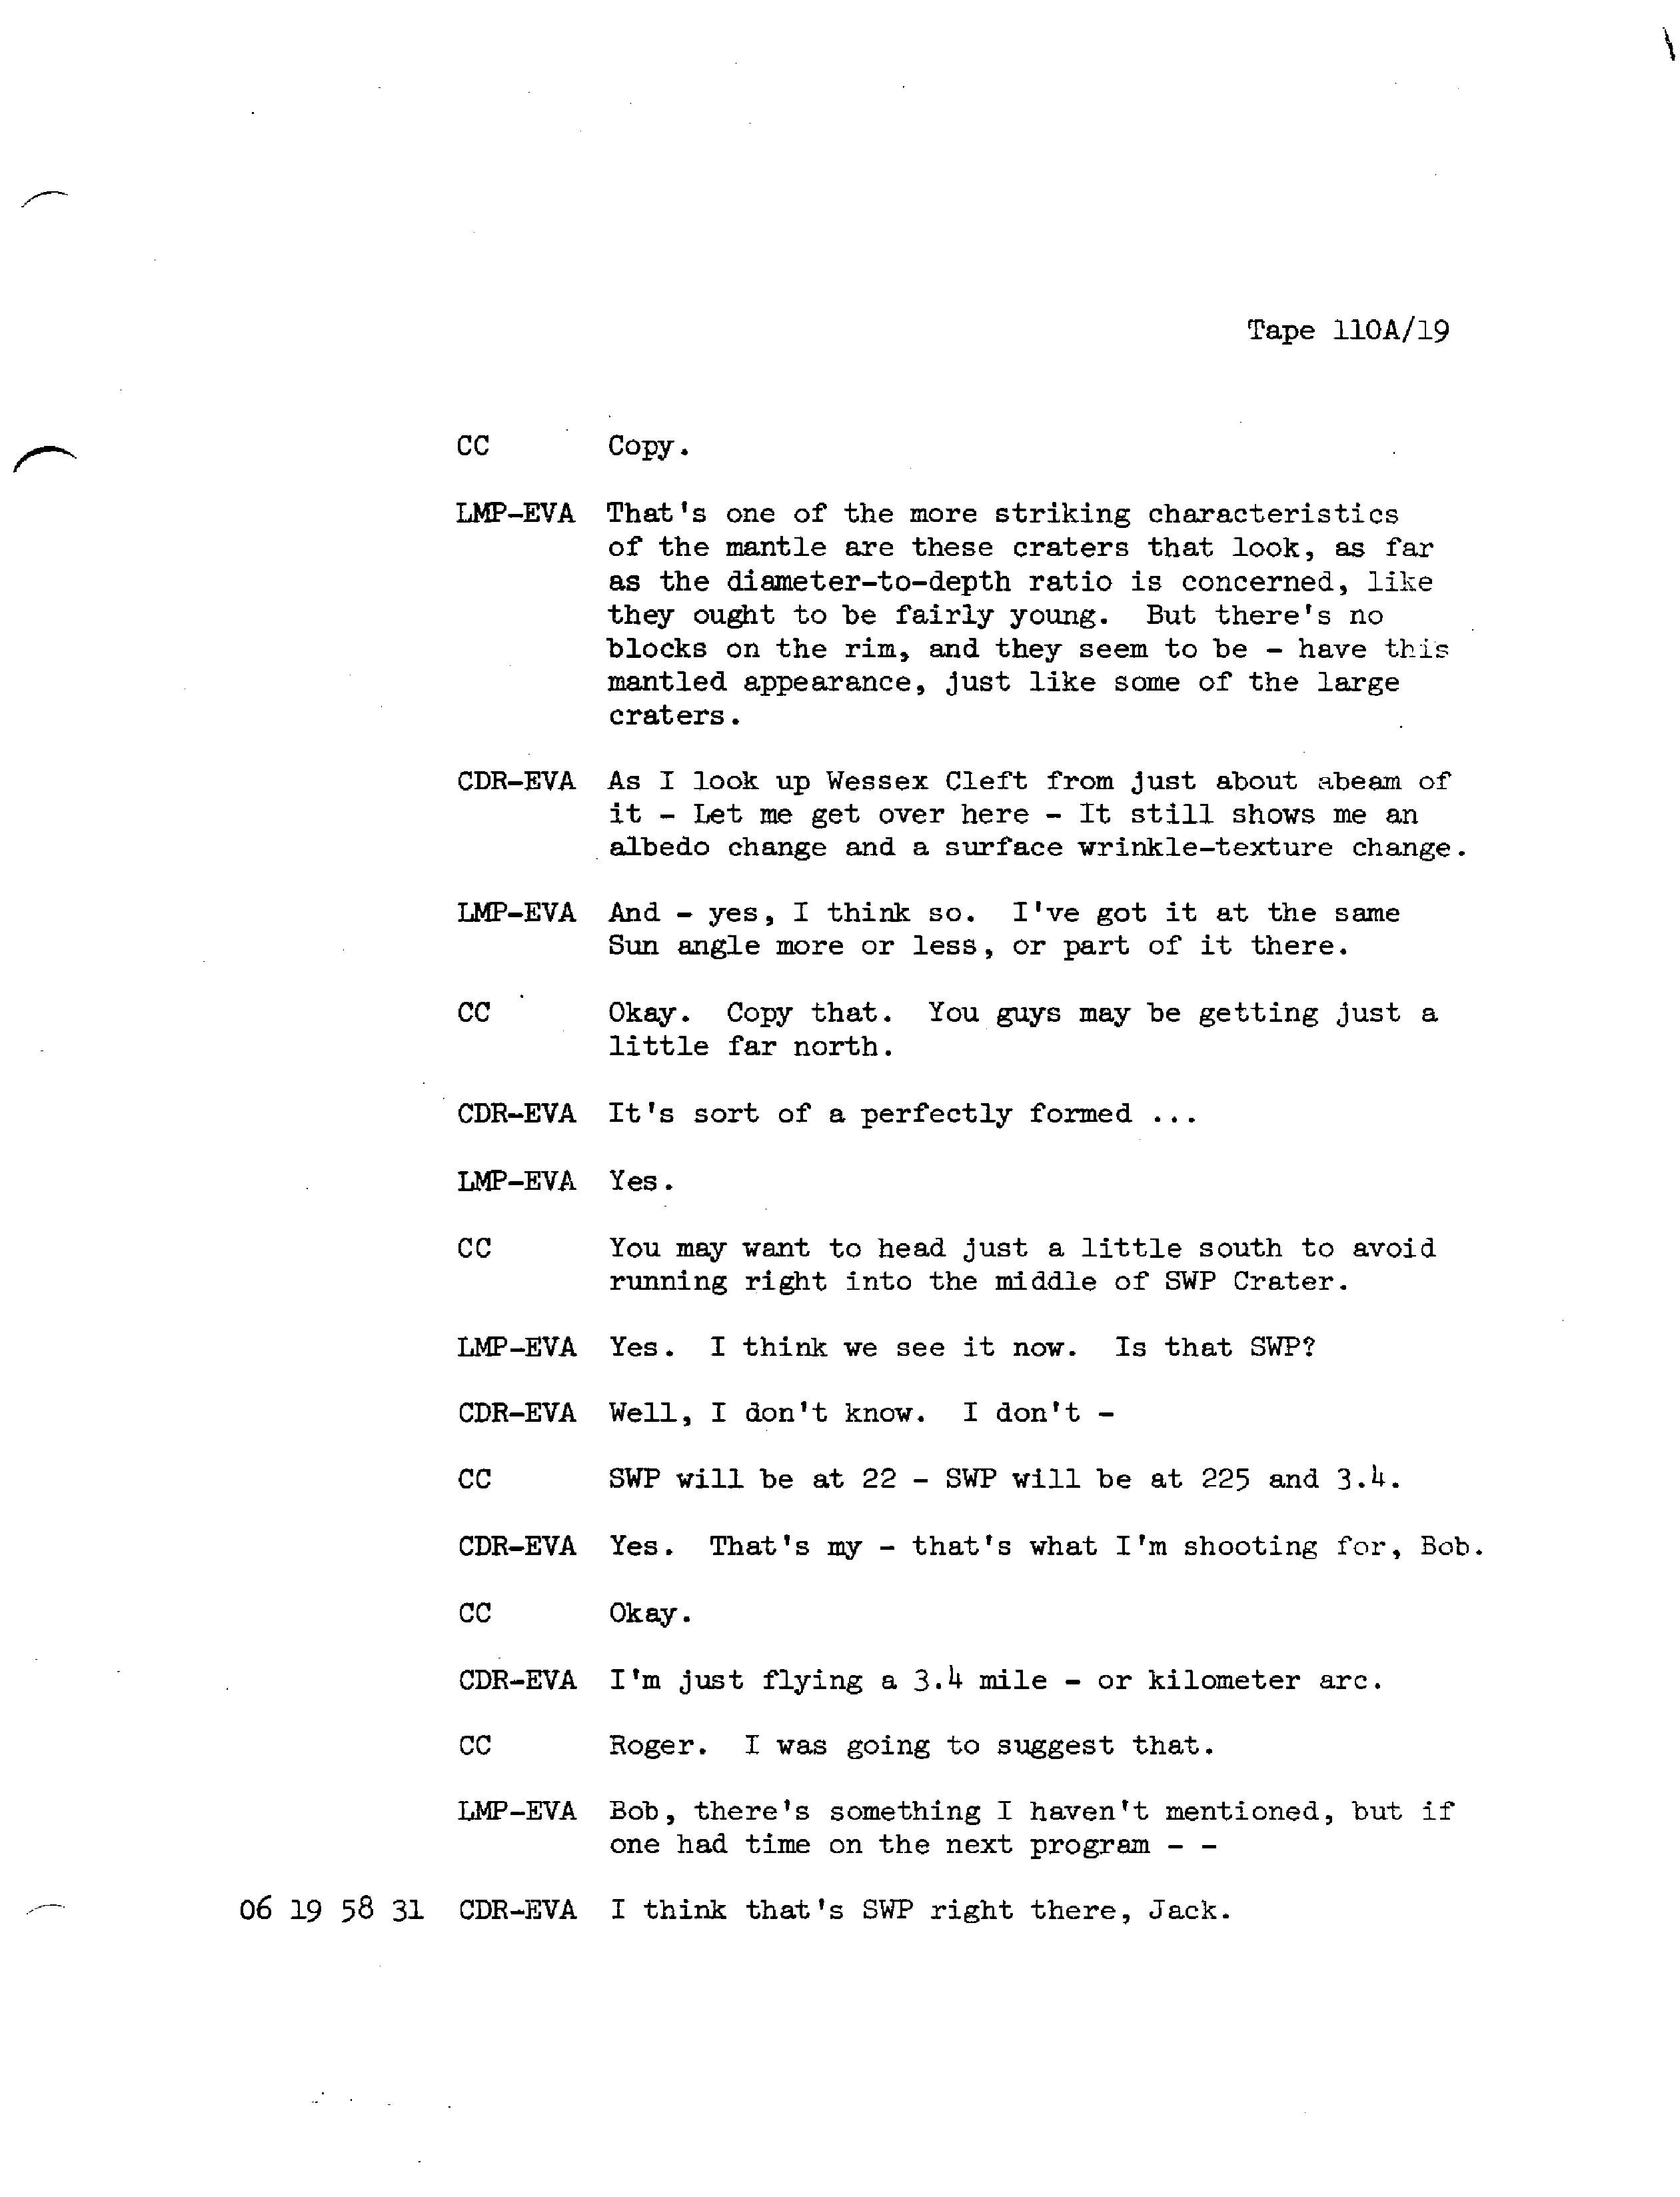 Tape 110A/19
CC Copy.
LMP-EVA That's one of the more striking characteristics
of the mantle are these craters that look, as far
as the diameter-to-depth ratio is concerned, like
they ought to be fairly young. But there's no
blocks on the rim, and they seem to be - have this
mantled appearance, just like some of the large
craters.
CDR-EVA As I look up Wessex Cleft from just about abeam of
it - Let me get over here - It still shows me an
albedo change and a surface wrinkle-texture change.
LMP-EVA And - yes, I think so. I've got it at the same
Sun angle more or less, or part of it there.
CC Okay. Copy that. You guys may be getting just a
little far north.
CDR-EVA It's sort of a perfectly formed ...
LMP-EVA Yes.
CC You may want to head just a little south to avoid
running right into the middle of SWP Crater.
LMP-EVA Yes. I think we see it now. Is that SWP?
CDR-EVA Well, I don't know. I don't -
CC SWP will be at 22 - SWP will be at 225 and 3.4.
CDR-EVA Yes. That's my - that's what I'm shooting for, Bob.
CC Okay.
CDR-EVA I'm just flying a 3.4 mile - or kilometer arc.
CC Roger. I was going to suggest that.
LMP-EVA Bob, there's something I haven't mentioned, but if
one had time on the next program - -
06 19 58 31 CDR-EVA I think that's SWP right there, Jack.